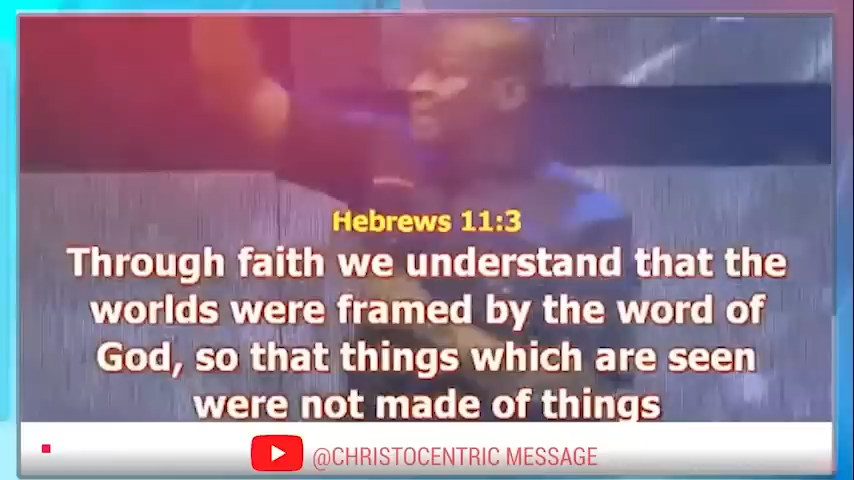 Hebrews 11:3
Through faith we understand that the
worlds were framed by the word of
God, so that things which are seen
were not made of things
@CHRISTOCENTRIC MESSAGE